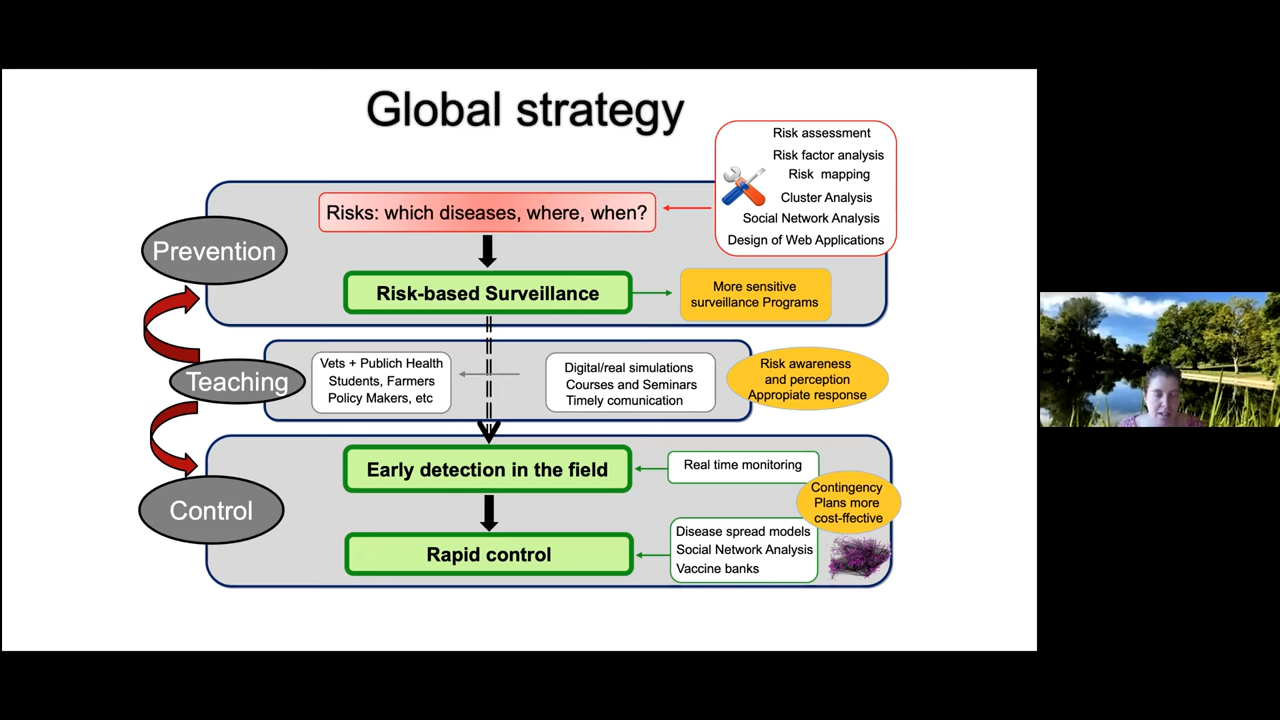 Global strategy
Risk assessment
Risk factor analysis
Risk mapping
Cluster Analysis
Social Network Analysis
Design of Web Applications
Risks: which diseases, where, when?
Prevention
Risk-based Surveillance
More sensitive
surveillance Programs
Teaching
Vets + Publich Health
Students, Farmers
Policy Makers, etc
Digital/real simulations
Courses and Seminars
Timely comunication
Risk awareness
and perception
Appropiate response
Early detection in the field
Real time monitoring
Contingency
Plans more
cost-ffective
Control
Rapid control
Disease spread models
Social Network Analysis
Vaccine banks